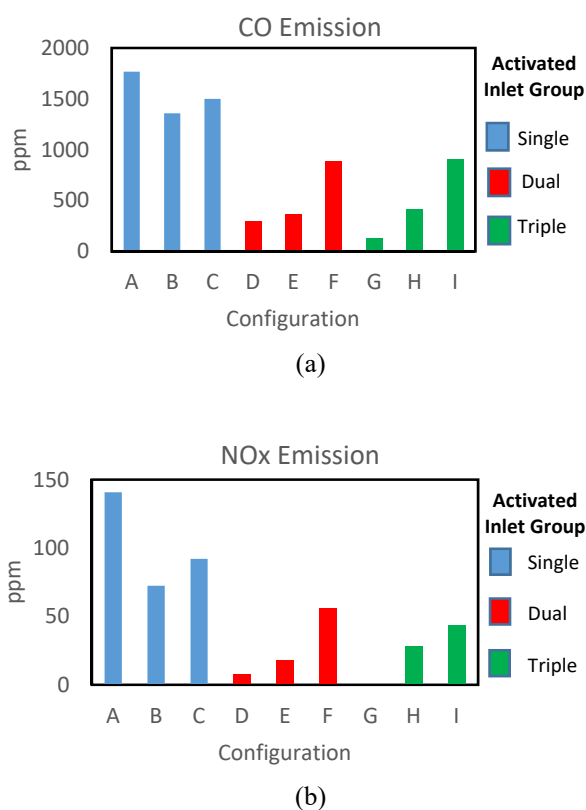 CO Emission
2000
1500
1000
500
0
ppm
A B C D E F G H I
Configuration
Activated
Inlet Group
Single
Dual
Triple
(a)
NOx Emission
150
100
50
0
ppm
A B C D E F G H I
Configuration
Activated
Inlet Group
Single
Dual
Triple
(b)